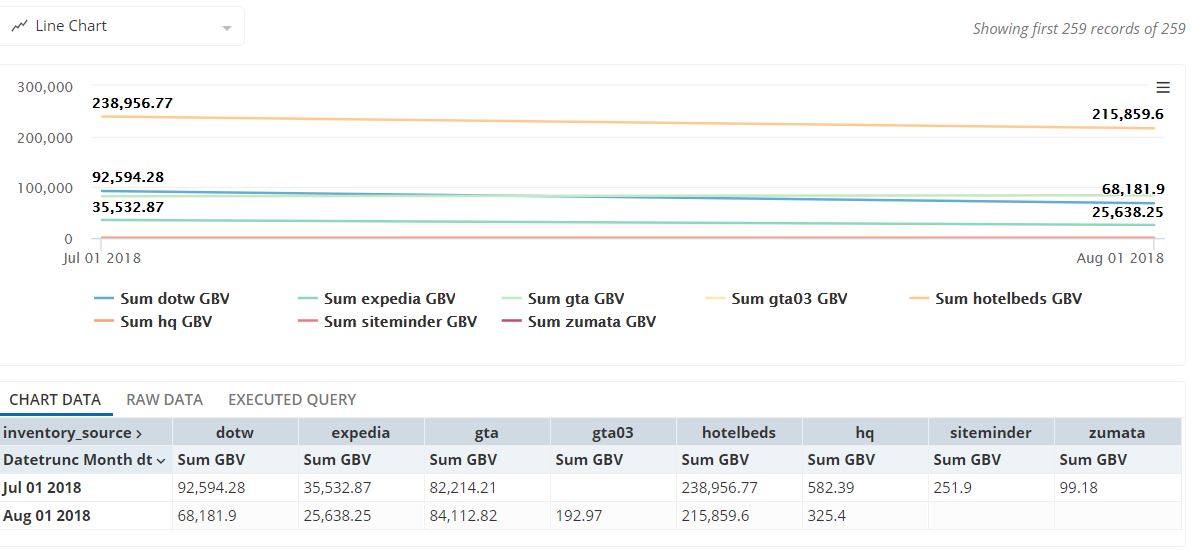 Line Chart
Showing first 259 records of 259
300,000
238,956.77
215,859.6
200,000
92,594.28
100,000
68,181.9
35,532.87
25,638.25
0
Jul 01 2018 Aug 01 2018
Sum dotw GBV Sum expedia GBV Sum gta GBV Sum gta03 GBV Sum hotelbeds GBV
Sum hq GBV Sum siteminder GBV Sum zumata GBV
CHART DATA RAW DATA EXECUTED QUERY
inventory_source dotw expedia gta gta03 hotelbeds hq siteminder zumata
Datetrunc Month dt Sum GBV Sum GBV Sum GBV Sum GBV Sum GBV Sum GBV Sum GBV Sum GBV
Jul 01 2018 92,594.28 35,532.87 82,214.21 238,956.77 582.39 251.9 99.18
Aug 01 2018 68,181.9 25,638.25 84,112.82 192.97 215,859.6 325.4